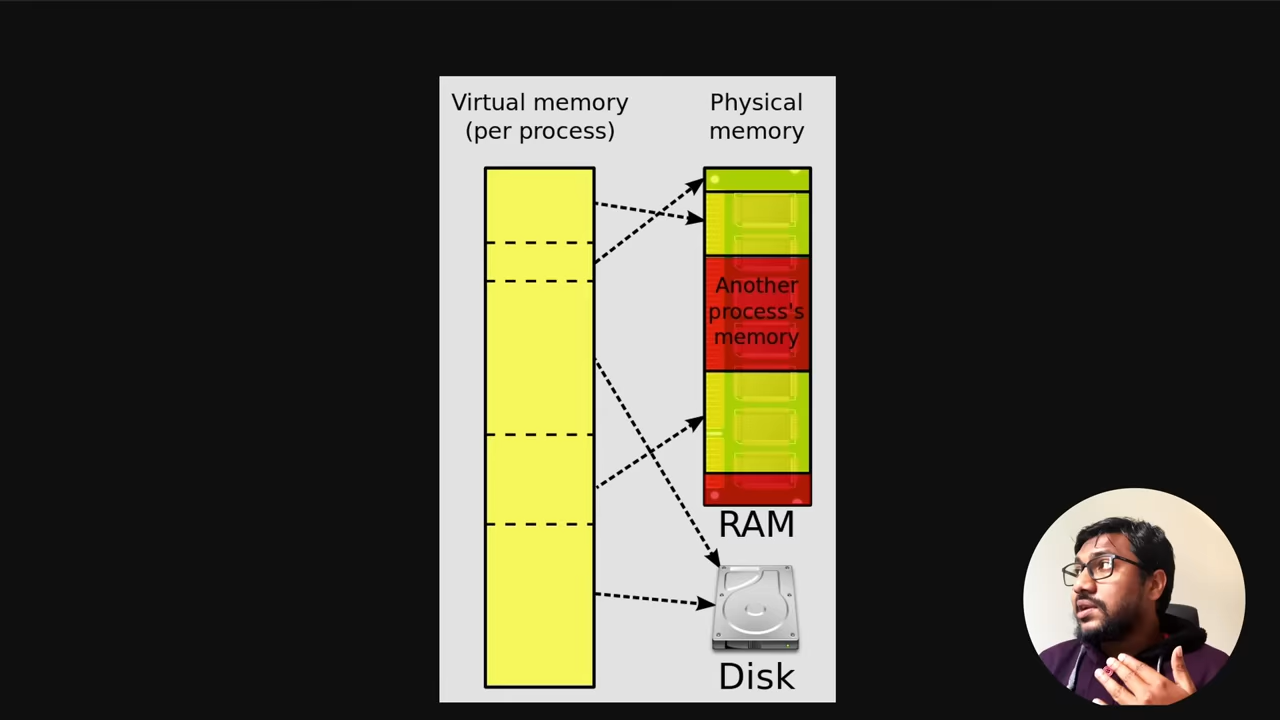 Virtual memory
(per process)
Physical
memory
Another
process's
memory
RAM
Disk